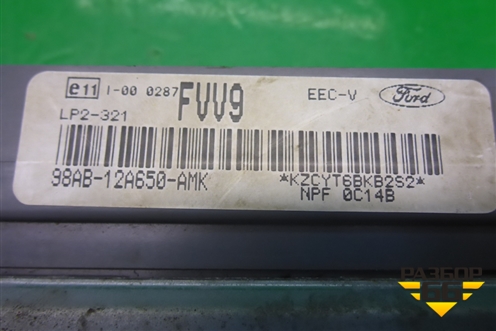 e11 I-00 0287 FVV9 EEC-V Ford
LP2-321
98AB-12A650-AMK *KZCYT6BKB2S2*
NPF 0C14B
РАЗБОР